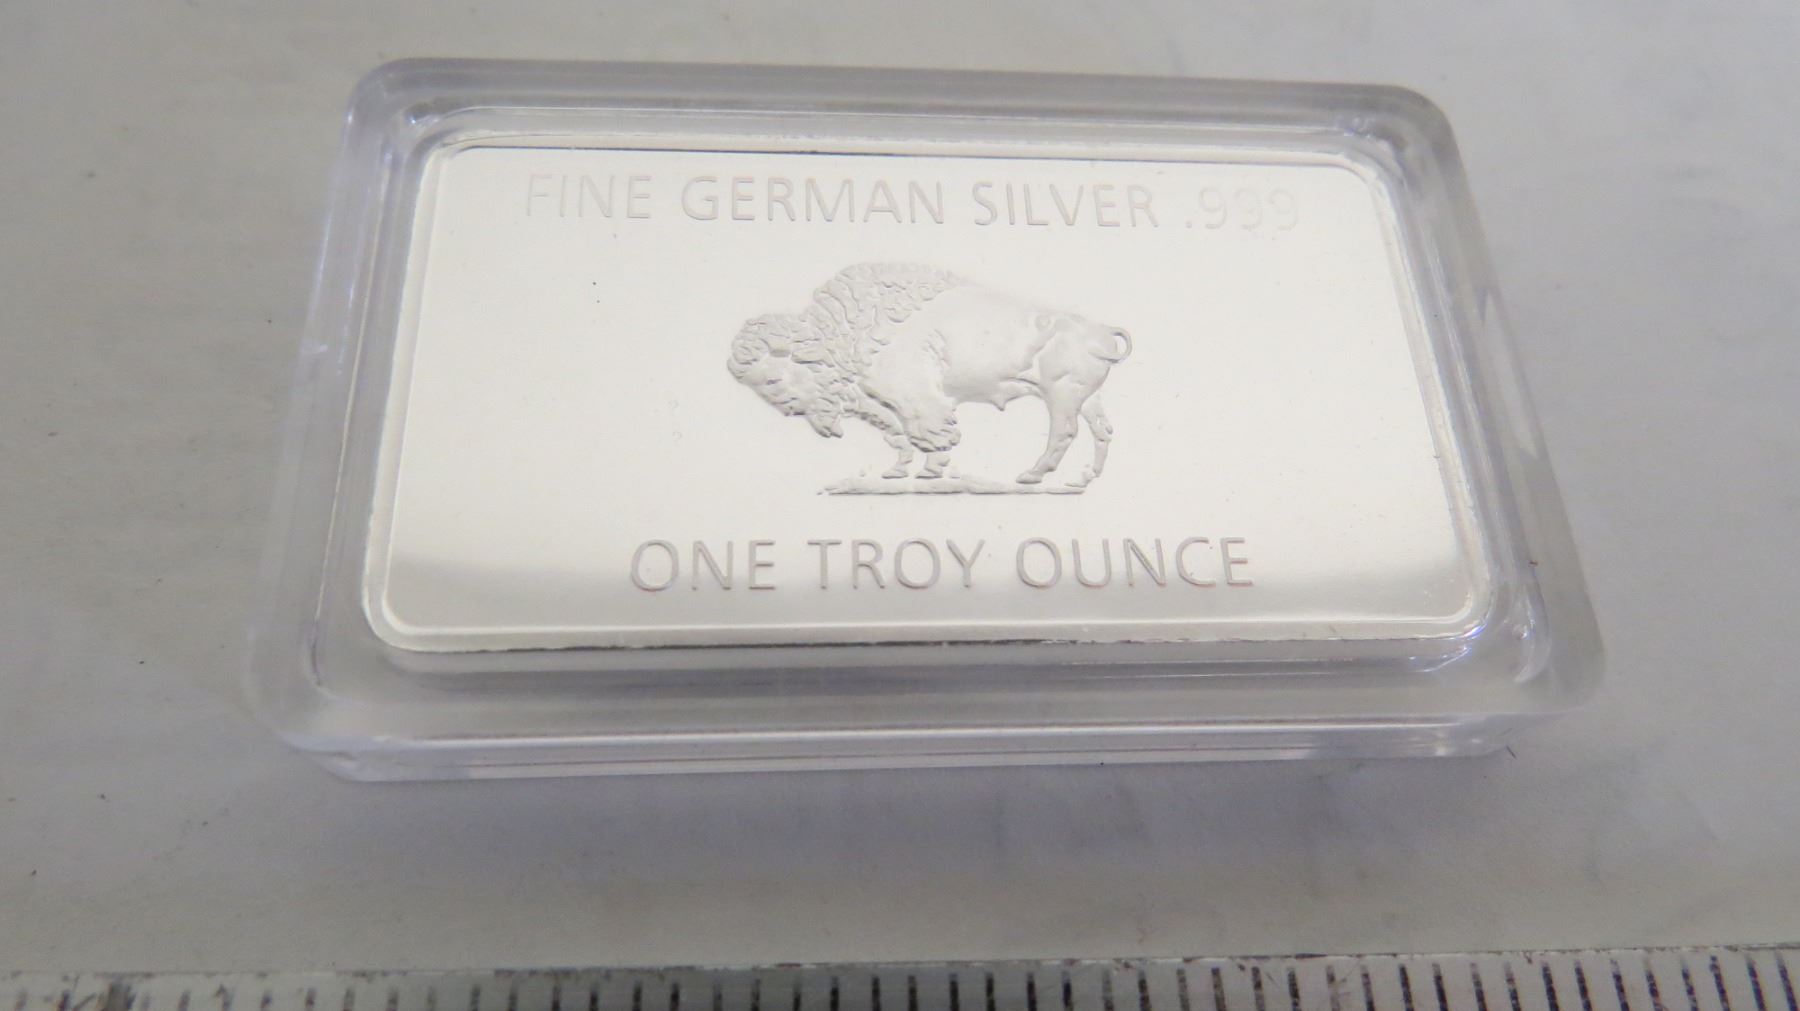 FINE GERMAN SILVER .999
ONE TROY OUNCE